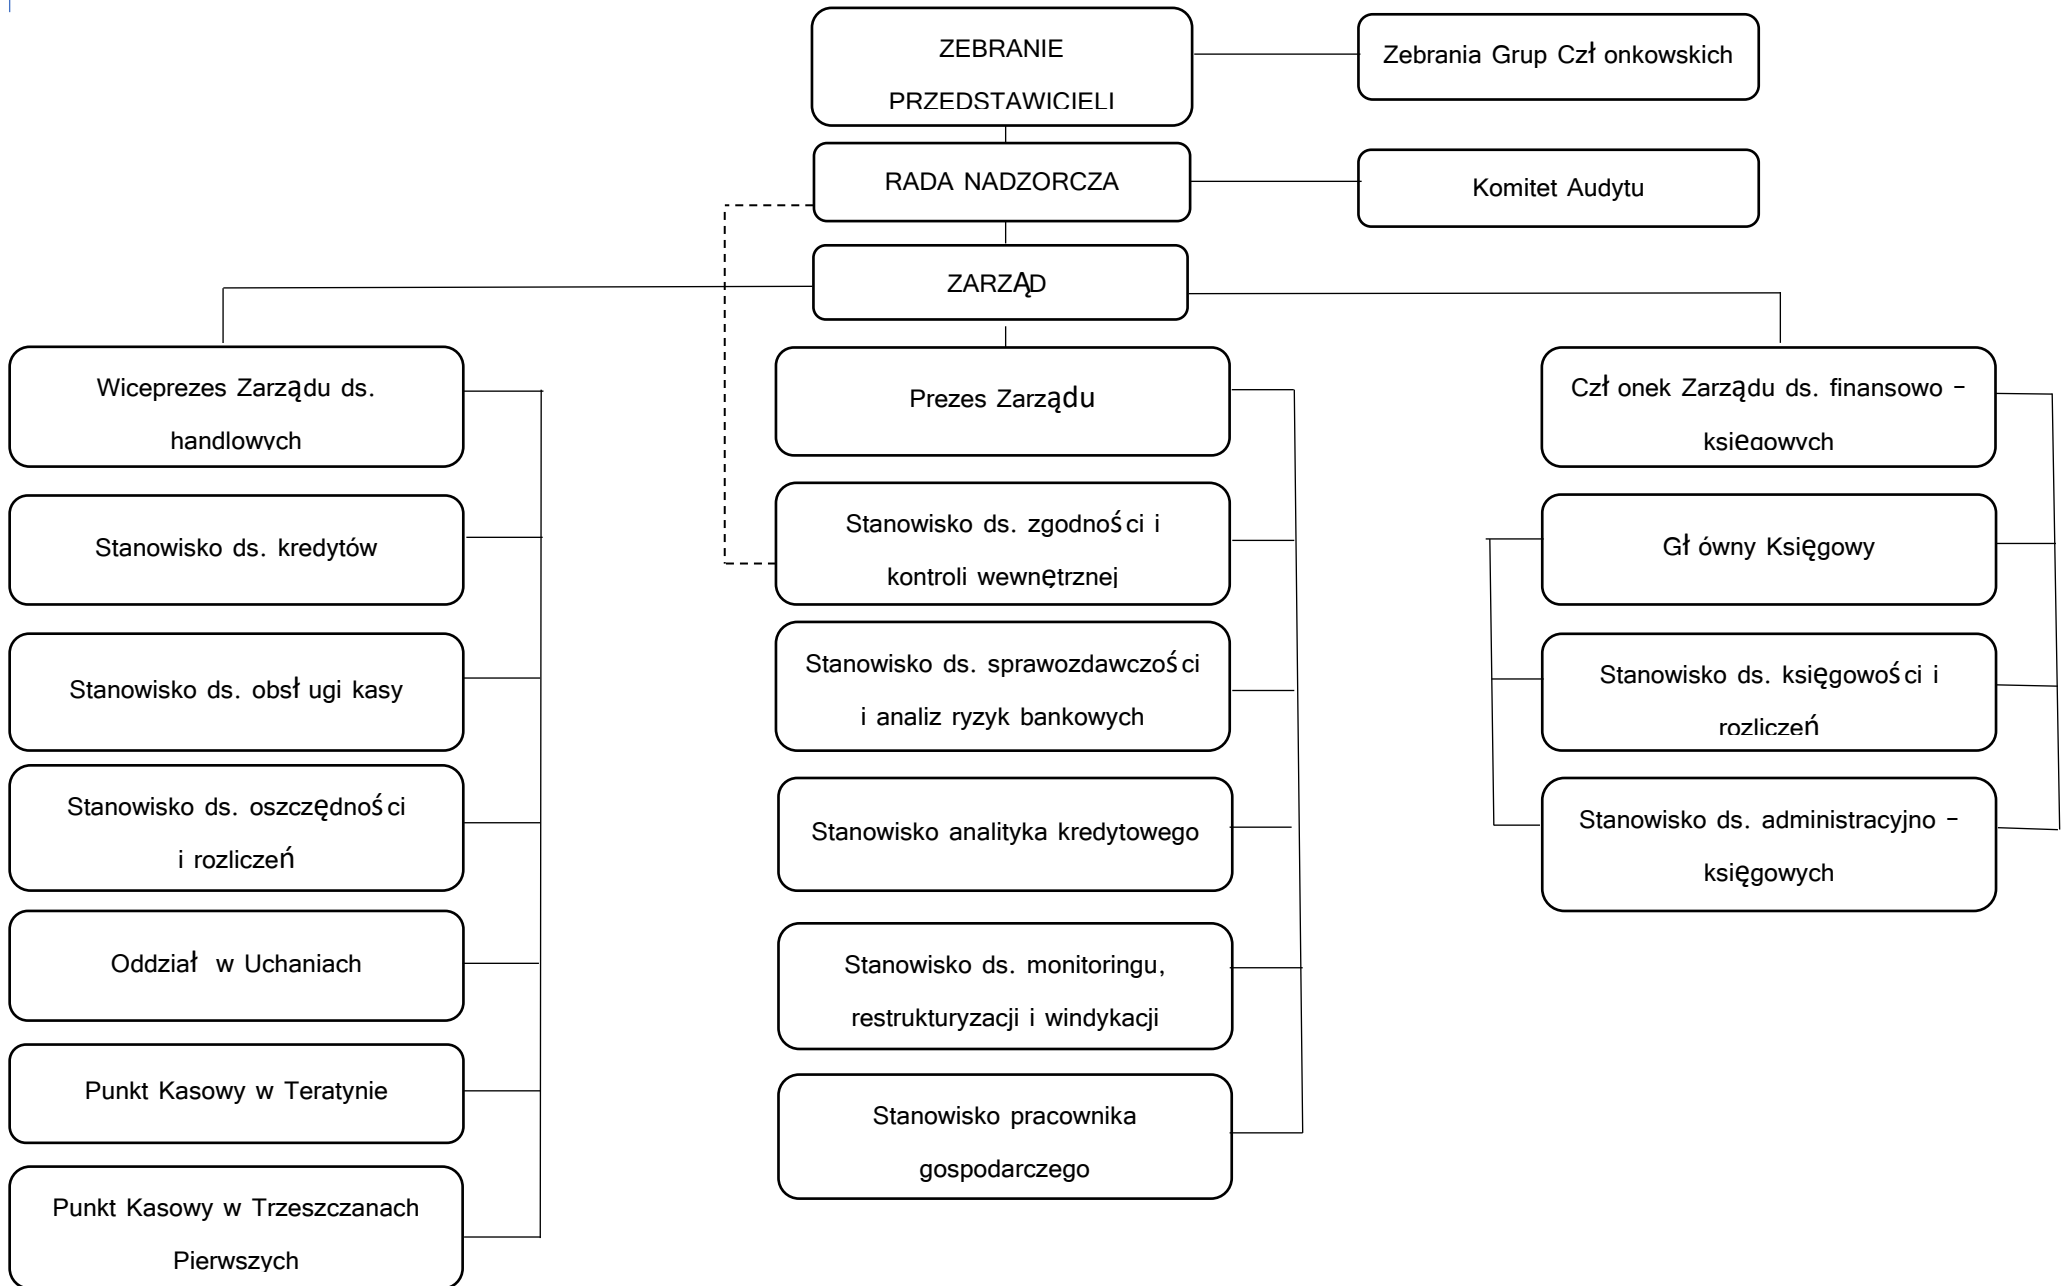 ZEBRANIE
PRZEDSTAWICIELI
Zebrania Grup Członkowskich
RADA NADZORCZA
Komitet Audytu
ZARZĄD
Wiceprezes Zarządu ds.
handlowych
Stanowisko ds. kredytów
Stanowisko ds. obsługi kasy
Stanowisko ds. oszczędności
i rozliczeń
Oddział w Uchaniach
Punkt Kasowy w Teratynie
Punkt Kasowy w Trzeszczanach
Pierwszych
Prezes Zarządu
Stanowisko ds. zgodności i
kontroli wewnętrznej
Stanowisko ds. sprawozdawczości
i analiz ryzyk bankowych
Stanowisko analityka kredytowego
Stanowisko ds. monitoringu,
restrukturyzacji i windykacji
Stanowisko pracownika
gospodarczego
Członek Zarządu ds. finansowo -
księgowych
Główny Księgowy
Stanowisko ds. księgowości i
rozliczeń
Stanowisko ds. administracyjno -
księgowych